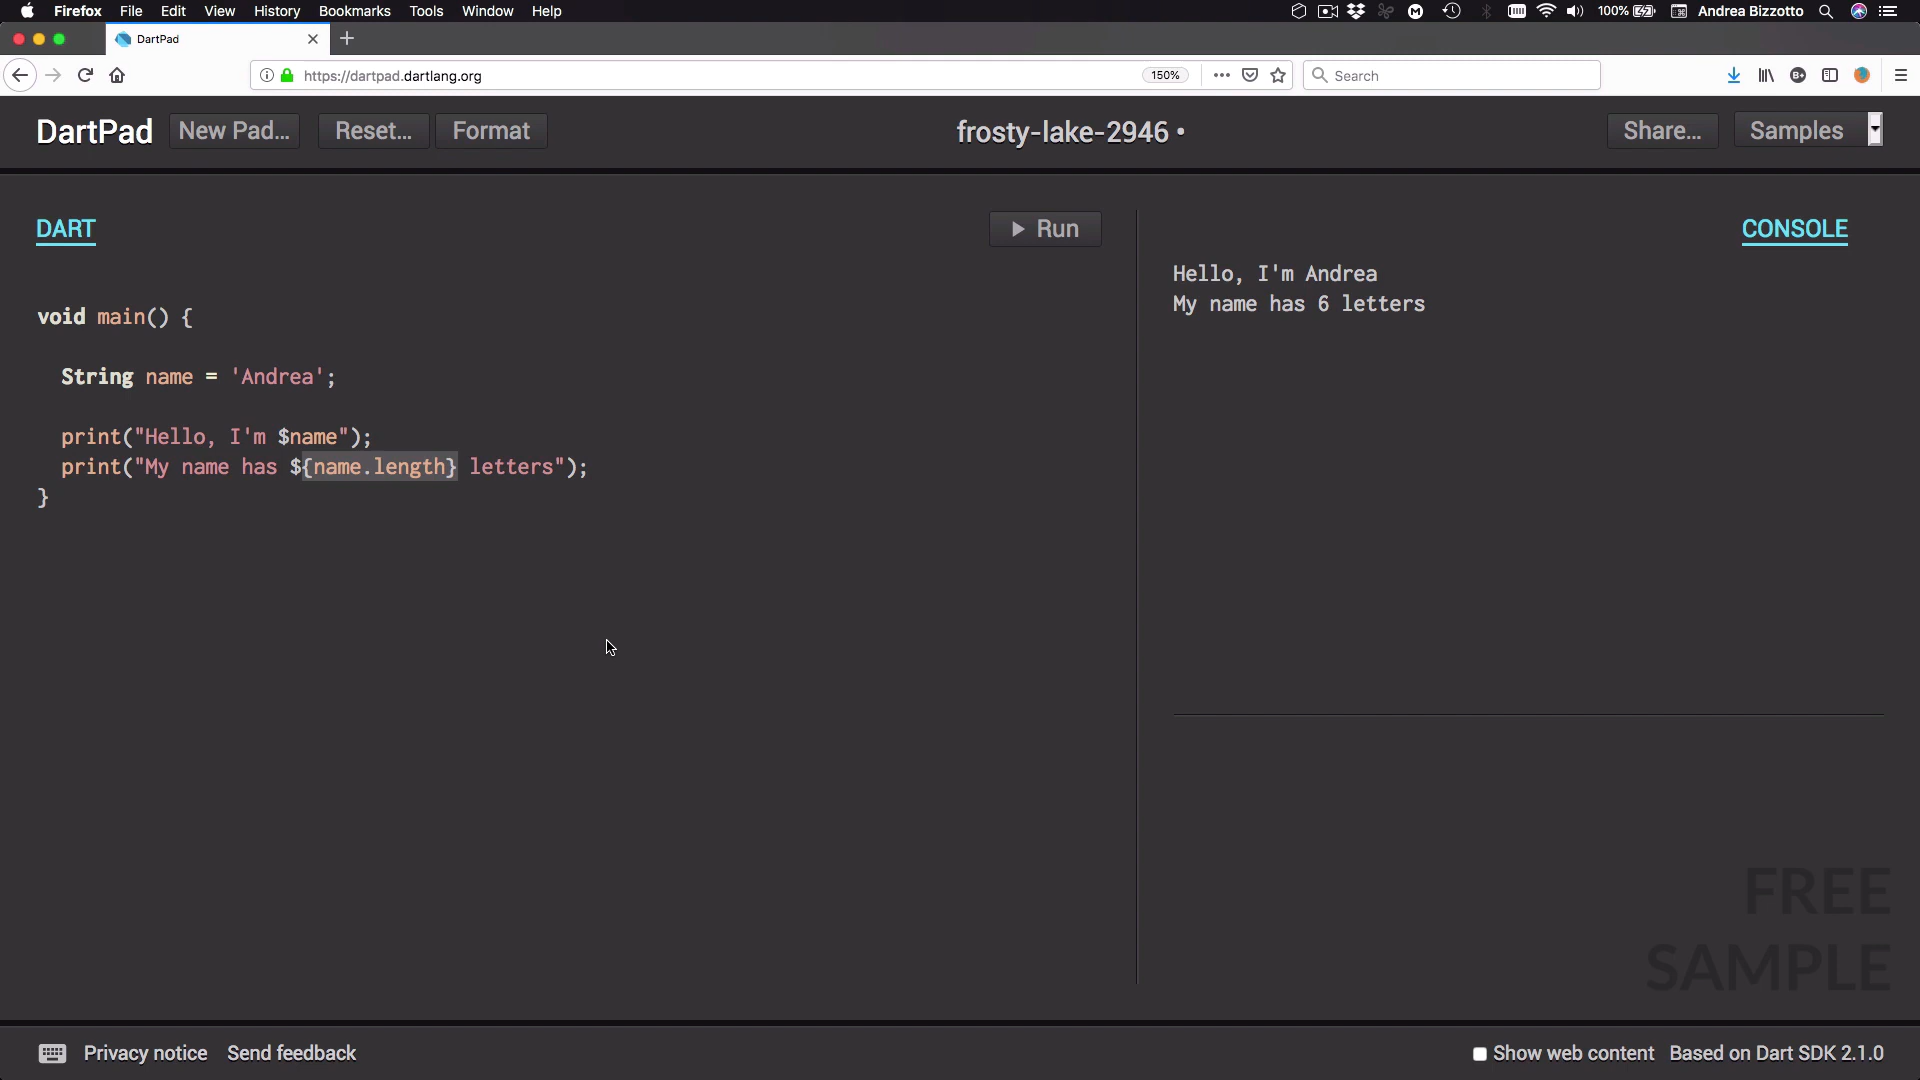 Firefox File Edit View History Bookmarks Tools Window Help 100% Andrea Bizzotto
DartPad
https://dartpad.dartlang.org 150% Search
DartPad New Pad... Reset... Format frosty-lake-2946 • Share... Samples
DART Run CONSOLE
Hello, I'm Andrea
My name has 6 letters
void main() {
String name = 'Andrea';
print("Hello, I'm $name");
print("My name has ${name.length} letters");
}
FREE
SAMPLE
Privacy notice Send feedback Show web content Based on Dart SDK 2.1.0